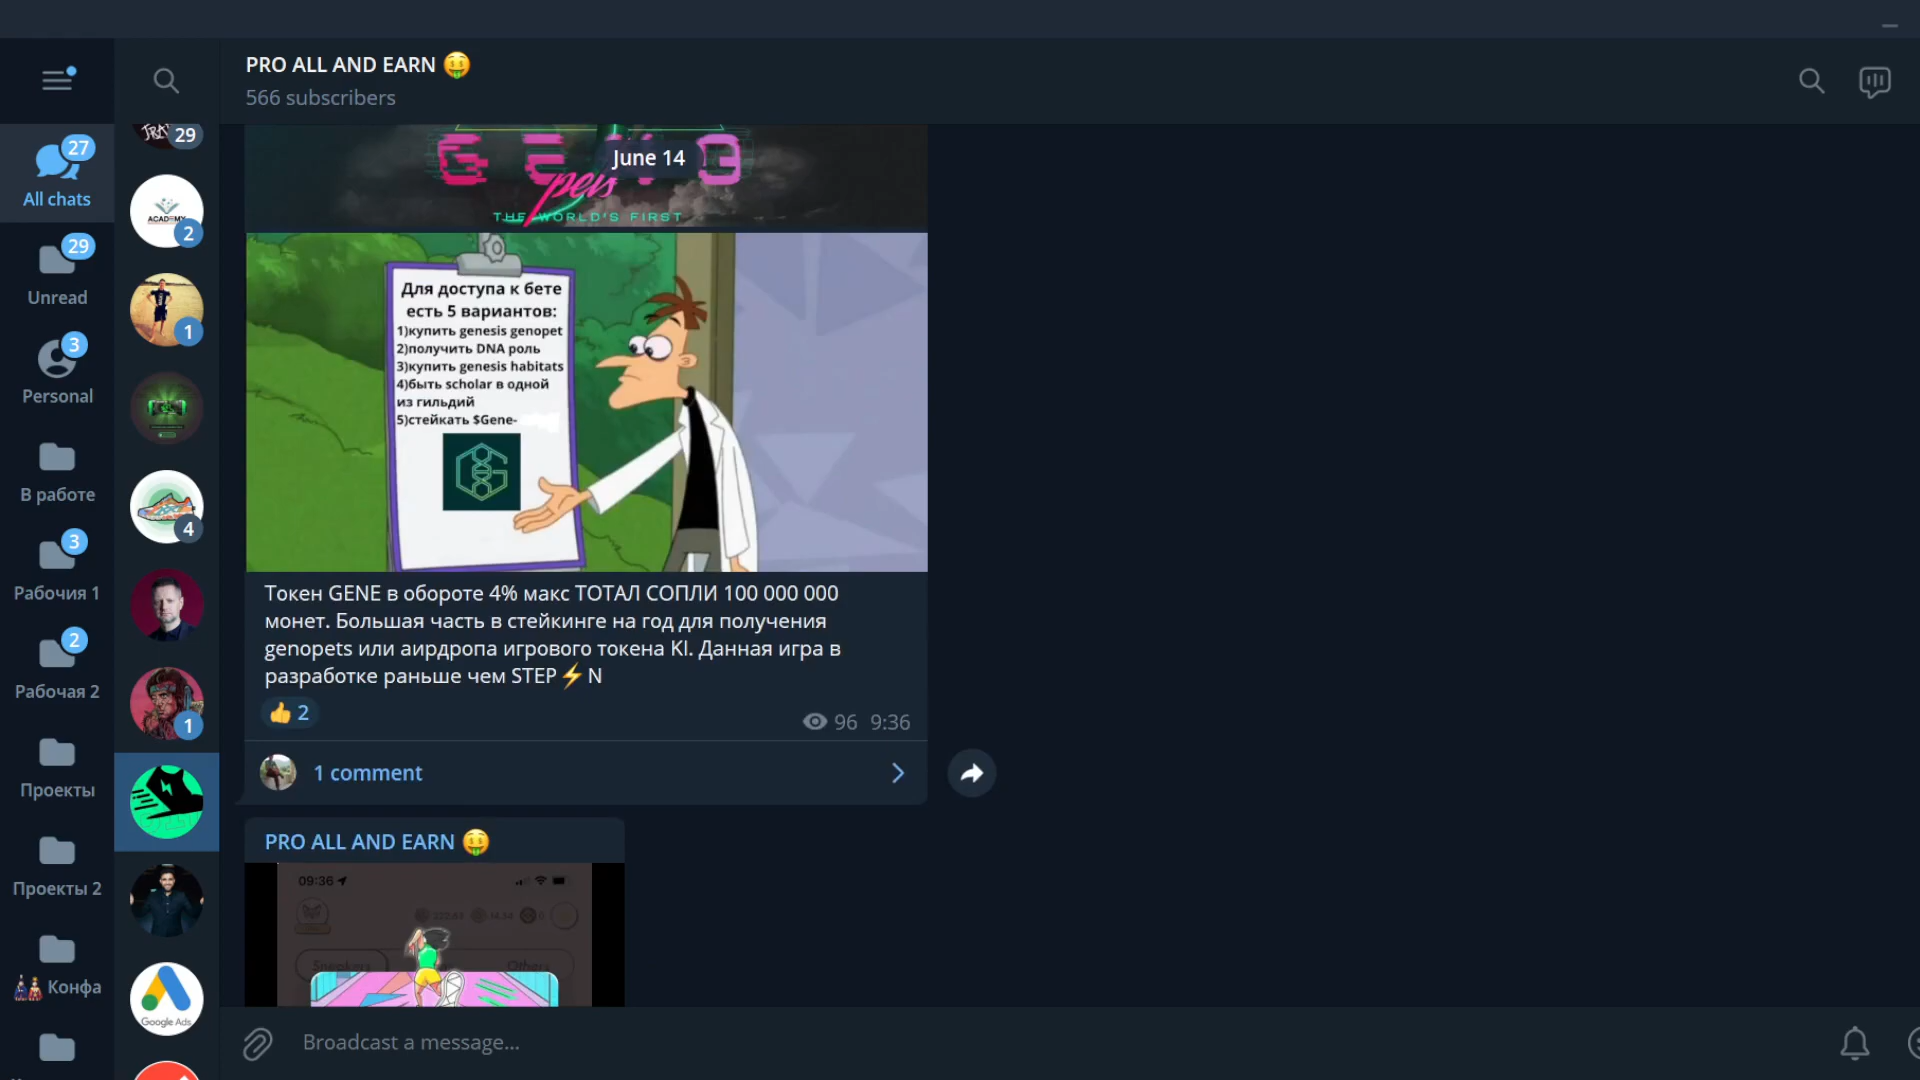 PRO ALL AND EARN 🤑
566 subscribers
29
27
All chats
ACADEMY
2
29
Unread
1
3
Personal
В работе
4
3
Рабочия 1
2
Рабочая 2
1
Проекты
Проекты 2
Конфа
Google Ads
June 14
THE WORLD'S FIRST
Для доступа к бете
есть 5 вариантов:
1)купить genesis genopet
2)получить DNA роль
3)купить genesis habitats
4)быть scholar в одной
из гильдий
5)стейкать $Gene-
Токен GENE в обороте 4% макс ТОТАЛ СОПЛИ 100 000 000
монет. Большая часть в стейкинге на год для получения
genopets или аирдропа игрового токена KI. Данная игра в
разработке раньше чем STEP⚡N
👍 2
96 9:36
1 comment
PRO ALL AND EARN 🤑
09:36
Others
Broadcast a message...